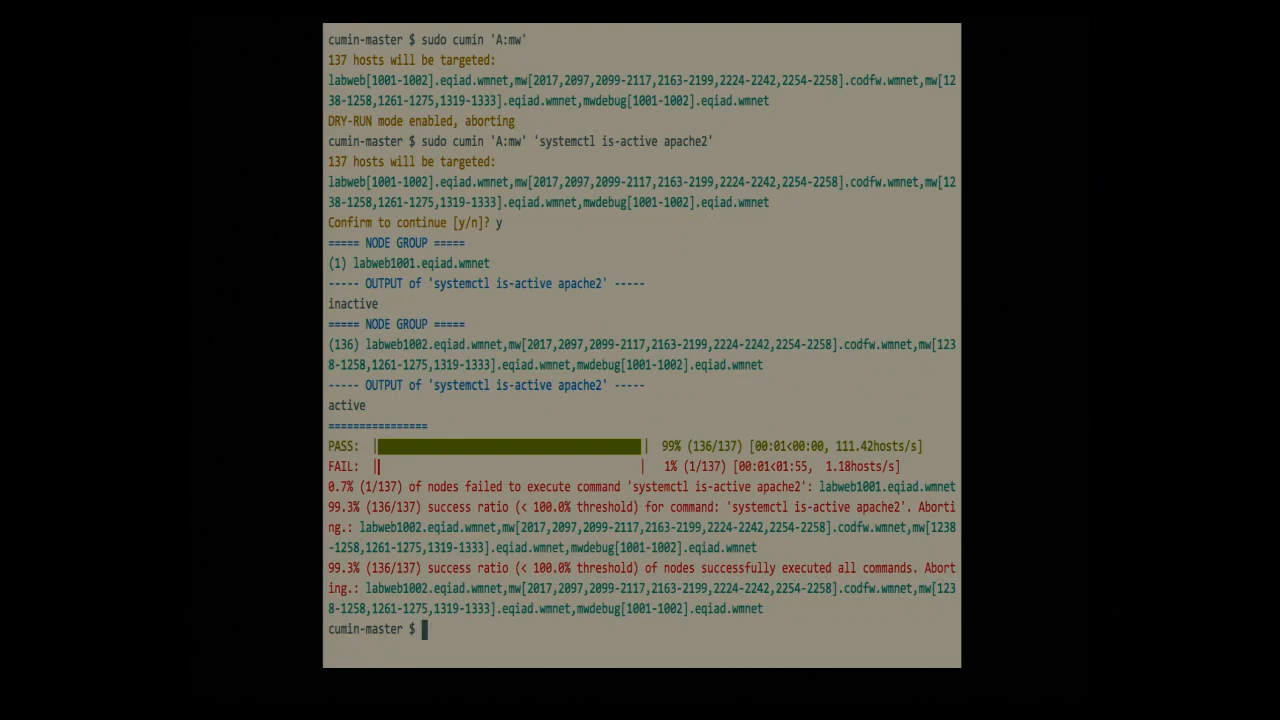 cumin-master $ sudo cumin 'A:mw'
137 hosts will be targeted:
labweb[1001-1002].eqiad.wmnet,mw[2017,2097,2099-2117,2163-2199,2224-2242,2254-2258].codfw.wmnet,mw[12
38-1258,1261-1275,1319-1333].eqiad.wmnet,mwdebug[1001-1002].eqiad.wmnet
DRY-RUN mode enabled, aborting
cumin-master $ sudo cumin 'A:mw' 'systemctl is-active apache2'
137 hosts will be targeted:
labweb[1001-1002].eqiad.wmnet,mw[2017,2097,2099-2117,2163-2199,2224-2242,2254-2258].codfw.wmnet,mw[12
38-1258,1261-1275,1319-1333].eqiad.wmnet,mwdebug[1001-1002].eqiad.wmnet
Confirm to continue [y/n]? y
===== NODE GROUP =====
(1) labweb1001.eqiad.wmnet
----- OUTPUT of 'systemctl is-active apache2' -----
inactive
===== NODE GROUP =====
(136) labweb1002.eqiad.wmnet,mw[2017,2097,2099-2117,2163-2199,2224-2242,2254-2258].codfw.wmnet,mw[123
8-1258,1261-1275,1319-1333].eqiad.wmnet,mwdebug[1001-1002].eqiad.wmnet
----- OUTPUT of 'systemctl is-active apache2' -----
active
================
PASS: |█████████████████████████████████| 99% (136/137) [00:01<00:00, 111.42hosts/s]
FAIL: || | 1% (1/137) [00:01<01:55, 1.18hosts/s]
0.7% (1/137) of nodes failed to execute command 'systemctl is-active apache2': labweb1001.eqiad.wmnet
99.3% (136/137) success ratio (< 100.0% threshold) for command: 'systemctl is-active apache2'. Aborti
ng.: labweb1002.eqiad.wmnet,mw[2017,2097,2099-2117,2163-2199,2224-2242,2254-2258].codfw.wmnet,mw[1238
-1258,1261-1275,1319-1333].eqiad.wmnet,mwdebug[1001-1002].eqiad.wmnet
99.3% (136/137) success ratio (< 100.0% threshold) of nodes successfully executed all commands. Abort
ing.: labweb1002.eqiad.wmnet,mw[2017,2097,2099-2117,2163-2199,2224-2242,2254-2258].codfw.wmnet,mw[123
8-1258,1261-1275,1319-1333].eqiad.wmnet,mwdebug[1001-1002].eqiad.wmnet
cumin-master $